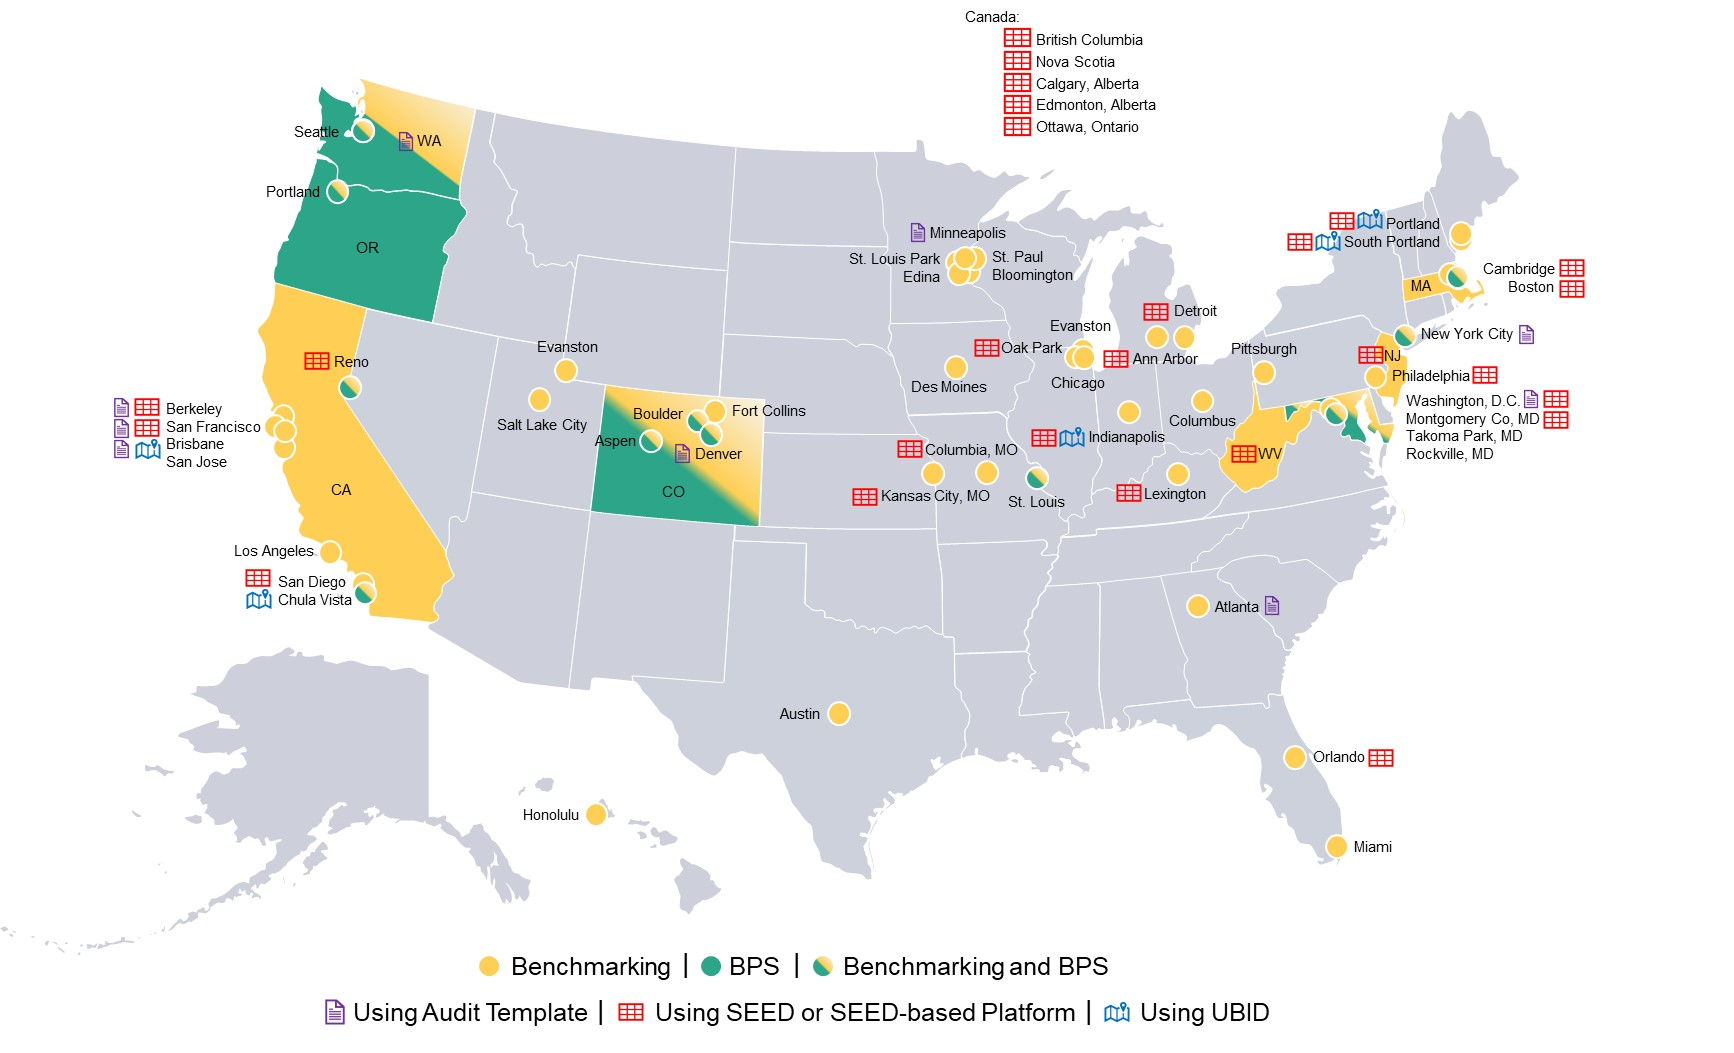 Canada:
British Columbia
Nova Scotia
Calgary, Alberta
Edmonton, Alberta
Ottawa, Ontario
Seattle
WA
Portland
OR
Minneapolis
St. Louis Park
St. Paul
Edina
Bloomington
Portland
South Portland
Cambridge
Boston
MA
Detroit
Evanston
Oak Park
Ann Arbor
Chicago
New York City
Pittsburgh
NJ
Philadelphia
Washington, D.C.
Montgomery Co, MD
Takoma Park, MD
Rockville, MD
Reno
Evanston
Salt Lake City
Boulder
Fort Collins
Aspen
Denver
CO
Des Moines
Columbus
Indianapolis
Columbia, MO
Kansas City, MO
St. Louis
Lexington
WV
Berkeley
San Francisco
Brisbane
San Jose
CA
Los Angeles
San Diego
Chula Vista
Atlanta
Austin
Orlando
Miami
Honolulu
Benchmarking | BPS | Benchmarking and BPS
Using Audit Template | Using SEED or SEED-based Platform | Using UBID